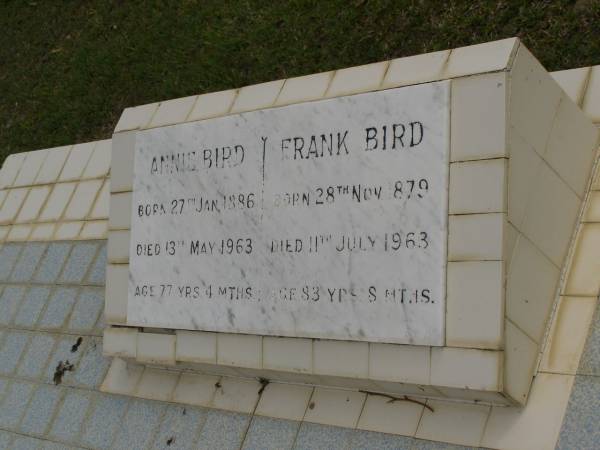 ANNIE BIRD
BORN 27TH JAN 1886
DIED 13TH MAY 1963
AGE 77 YRS 4 MTHS.
FRANK BIRD
BORN 28TH NOV 1879
DIED 11TH JULY 1963
AGE 83 YRS 8 MTHS.